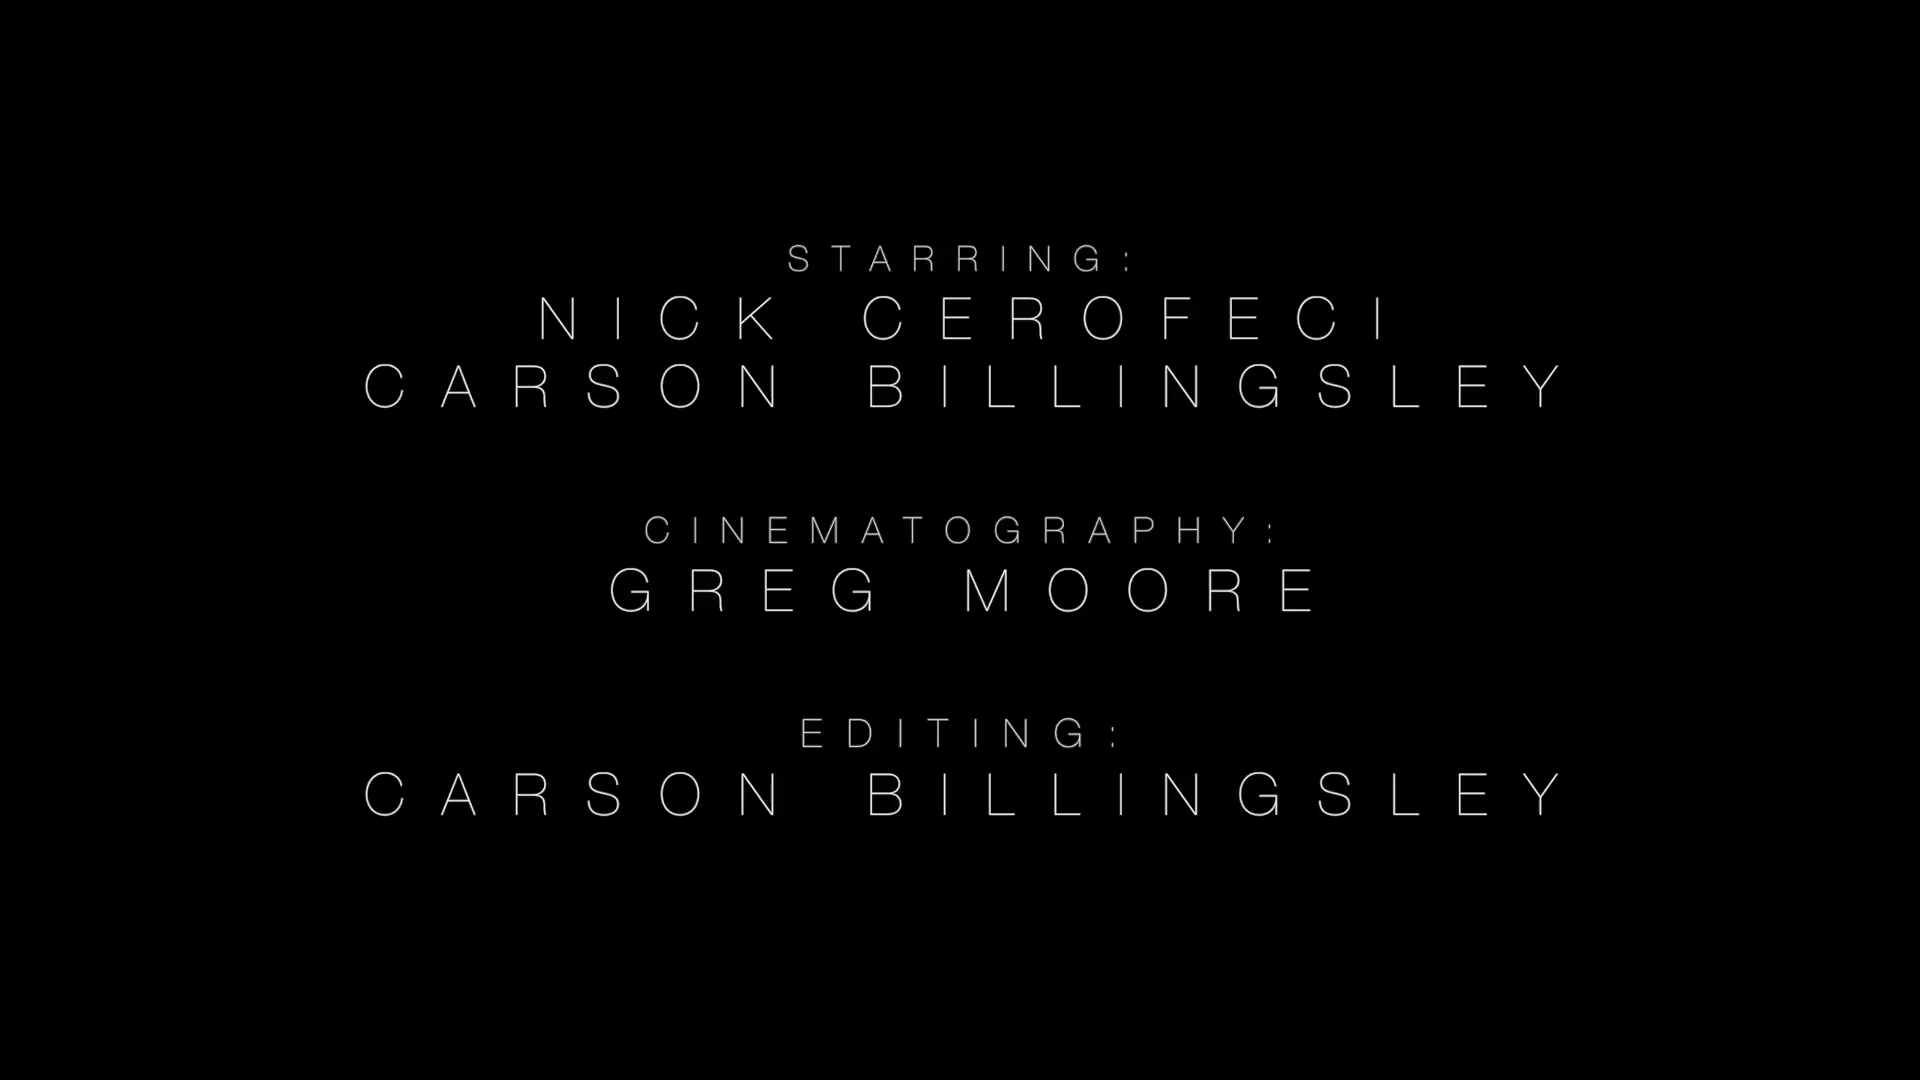 STARRING:
NICK CEROFECI
CARSON BILLINGSLEY
CINEMATOGRAPHY:
GREG MOORE
EDITING:
CARSON BILLINGSLEY